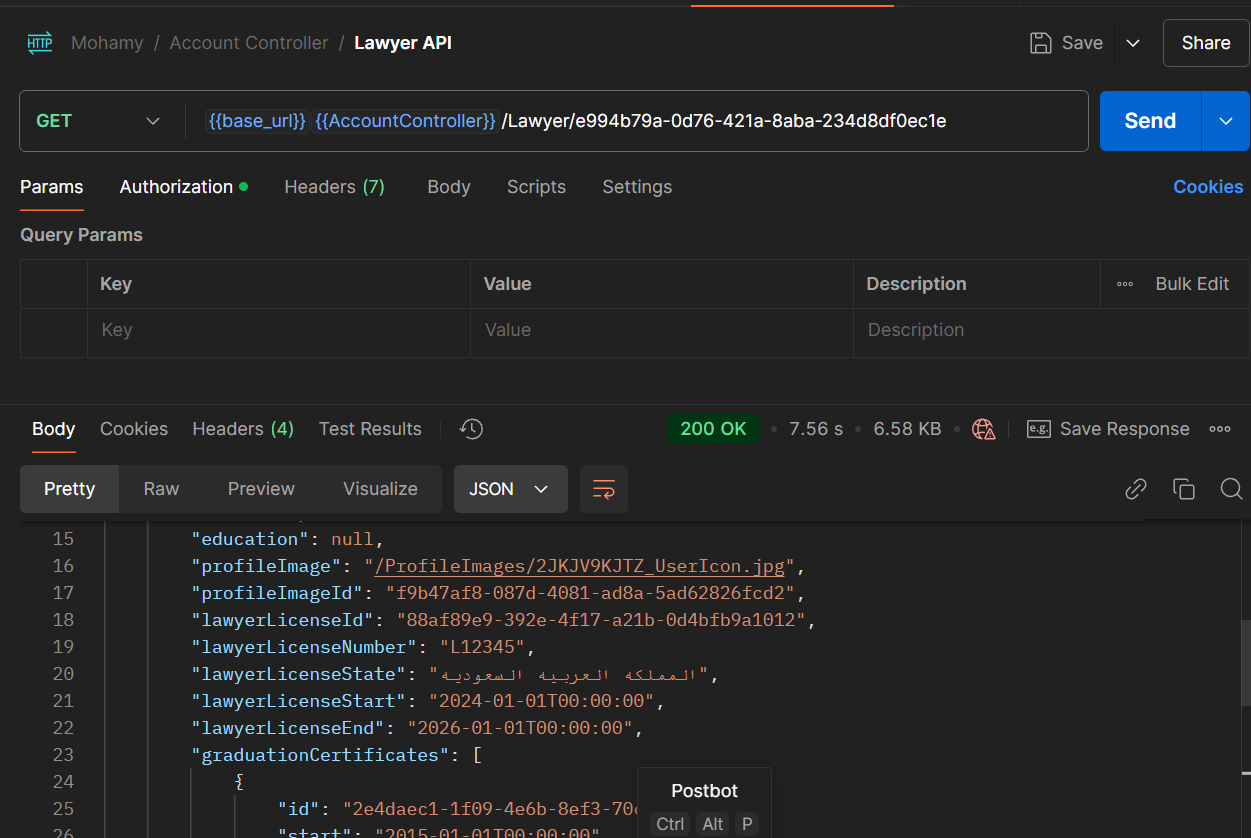 HTTP Mohamy / Account Controller / Lawyer API Save Share
GET {{base_url}} {{AccountController}} /Lawyer/e994b79a-0d76-421a-8aba-234d8df0ec1e Send
Params Authorization Headers (7) Body Scripts Settings Cookies
Query Params
Key Value Description ooo Bulk Edit
Key Value Description
Body Cookies Headers (4) Test Results 200 OK • 7.56 s • 6.58 KB • e.g. Save Response ooo
Pretty Raw Preview Visualize JSON
15 "education": null,
16 "profileImage": "/ProfileImages/2JKJV9KJTZ_UserIcon.jpg",
17 "profileImageId": "f9b47af8-087d-4081-ad8a-5ad62826fcd2",
18 "lawyerLicenseId": "88af89e9-392e-4f17-a21b-0d4bfb9a1012",
19 "lawyerLicenseNumber": "L12345",
20 "lawyerLicenseState": "المملكه العربيه السعوديه",
21 "lawyerLicenseStart": "2024-01-01T00:00:00",
22 "lawyerLicenseEnd": "2026-01-01T00:00:00",
23 "graduationCertificates": [
24 {
25 "id": "2e4daec1-1f09-4e6b-8ef3-70
26 "start": "2015-01-01T00:00:00"
Postbot
Ctrl Alt P